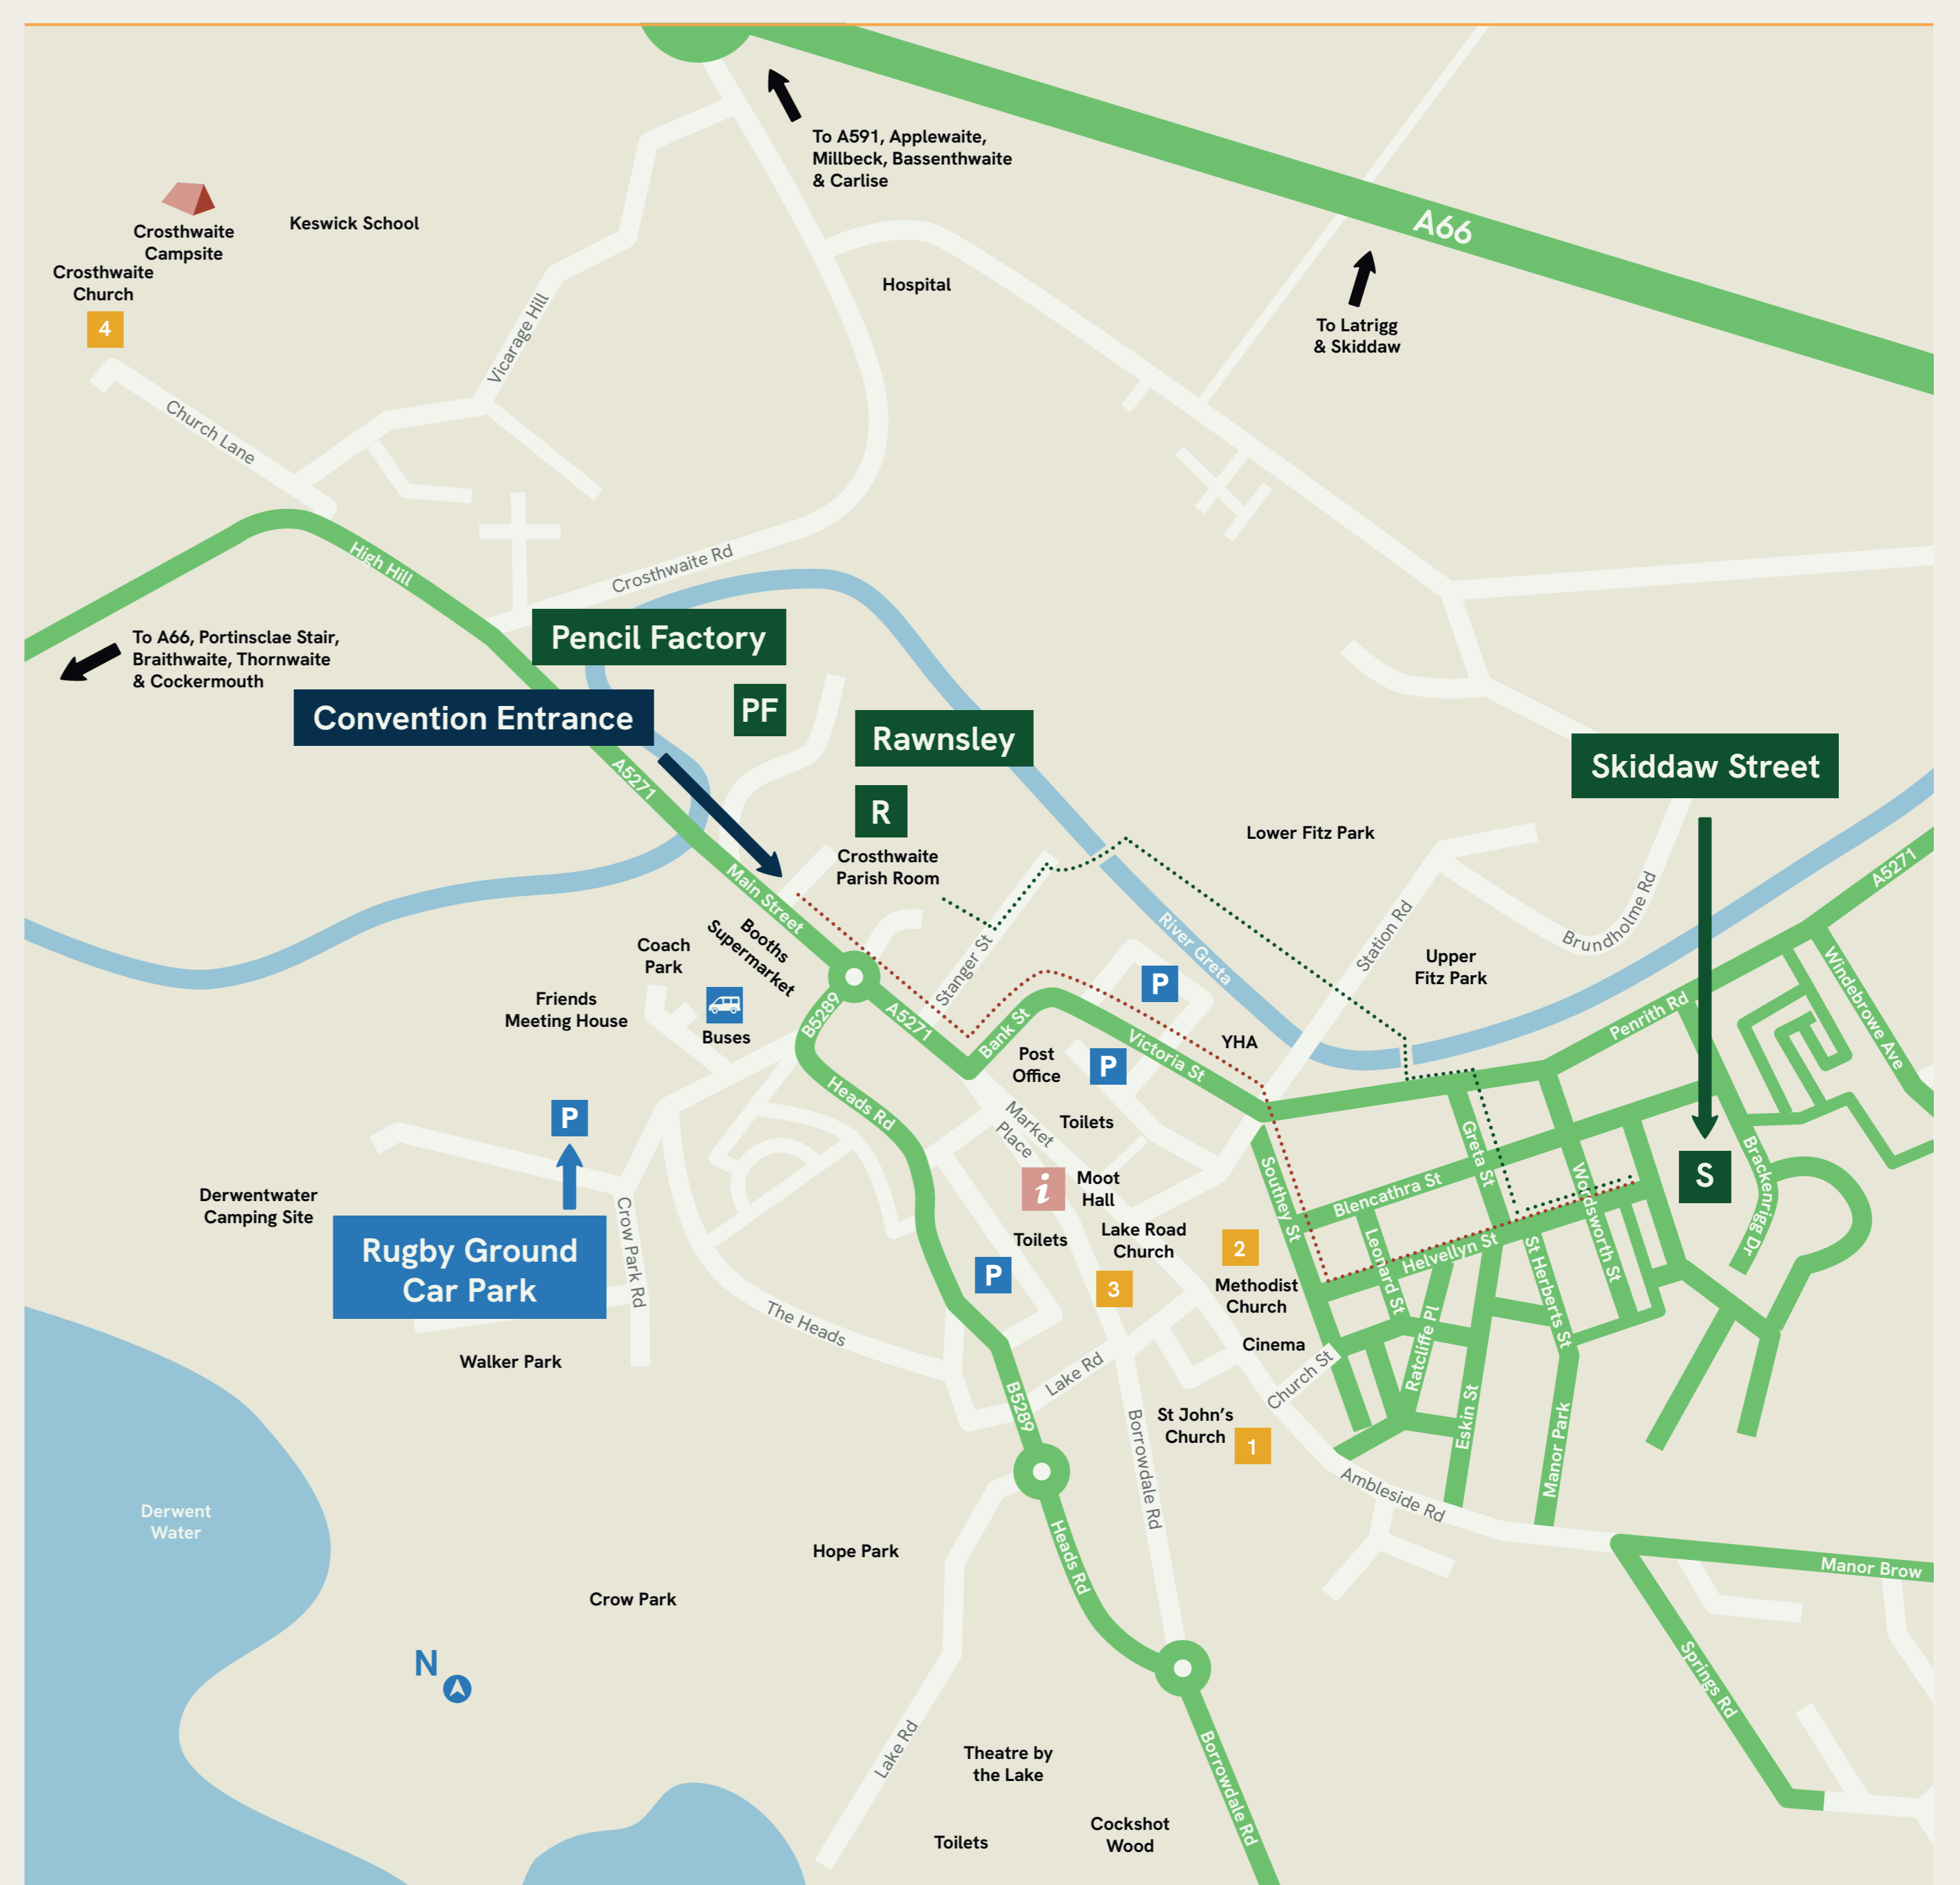 To A591, Applewaite,
Millbeck, Bassenthwaite
& Carlise
A66
Crosthwaite
Campsite
Keswick School
Crosthwaite
Church
4
Hospital
To Latrigg
& Skiddaw
Vicarage Hill
Church Lane
High Hill
Crosthwaite Rd
To A66, Portinsclae Stair,
Braithwaite, Thornwaite
& Cockermouth
Pencil Factory
PF
Convention Entrance
Rawnsley
R
Crosthwaite
Parish Room
Skiddaw Street
A5271
Main Street
Lower Fitz Park
A5271
Booths
Supermarket
Coach
Park
Buses
Friends
Meeting House
Stanger St
River Greta
Station Rd
Brundholme Rd
Upper
Fitz Park
Windebrowe Ave
P
B5289
A5271
Bank St
Victoria St
YHA
Penrith Rd
Post
Office
P
Heads Rd
Market
Place
Toilets
P
Rugby Ground
Car Park
Derwentwater
Camping Site
Crow Park Rd
i
Moot
Hall
Southey St
Blencathra St
Greta St
Wordsworth St
Brackenrigg Dr
S
Toilets
Lake Road
Church
2
3
P
Methodist
Church
Leonard St
Helvellyn St
St Herberts St
The Heads
Walker Park
Cinema
Ratcliffe Pl
Lake Rd
Church St
B5289
Borrowdale Rd
St John's
Church
1
Eskin St
Manor Park
Ambleside Rd
Derwent
Water
Heads Rd
Hope Park
Crow Park
Manor Brow
Springs Rd
N
Lake Rd
Theatre by
the Lake
Borrowdale Rd
Toilets
Cockshot
Wood